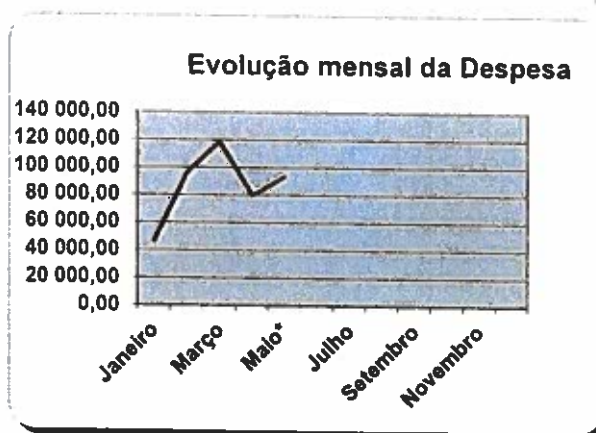 Evolução mensal da Despesa
140 000,00
120 000,00
100 000,00
80 000,00
60 000,00
40 000,00
20 000,00
0,00
Janeiro
Março
Maio*
Julho
Setembro
Novembro